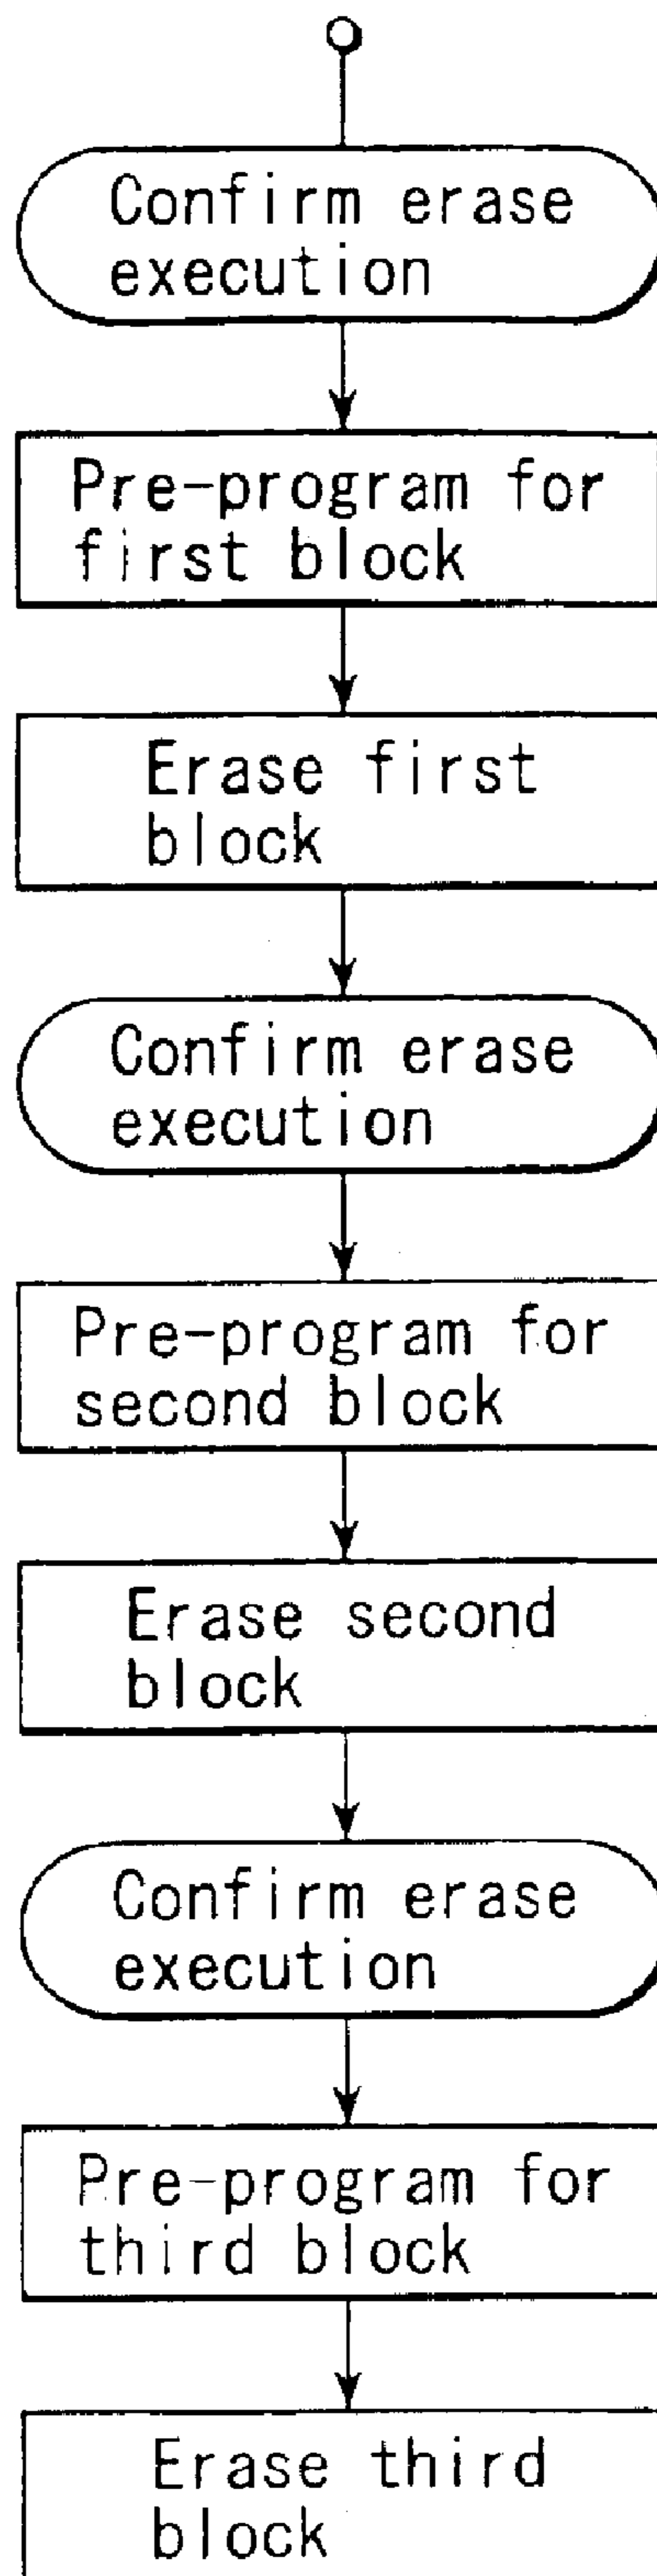 Confirm erase
execution
Pre-program for
first block
Erase first
block
Confirm erase
execution
Pre-program for
second block
Erase second
block
Confirm erase
execution
Pre-program for
third block
Erase third
block